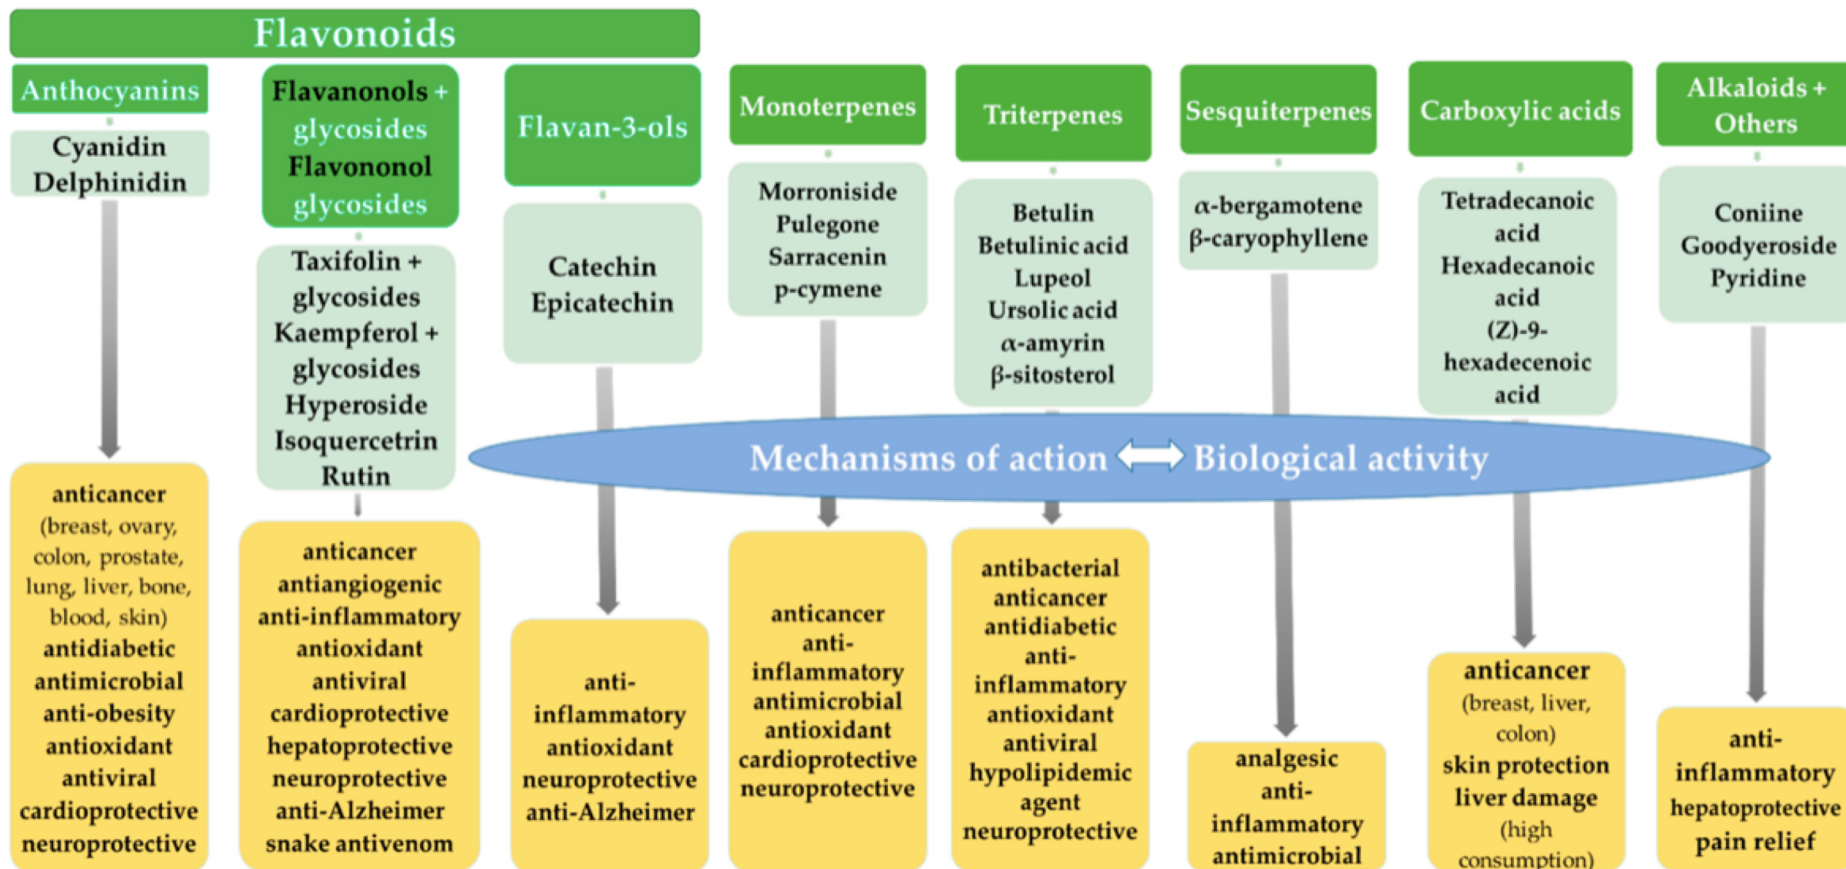 Flavonoids
Anthocyanins
Cyanidin
Delphinidin
anticancer
(breast, ovary,
colon, prostate,
lung, liver, bone,
blood, skin)
antidiabetic
antimicrobial
anti-obesity
antioxidant
antiviral
cardioprotective
neuroprotective
Flavanonols +
glycosides
Flavononol
glycosides
Taxifolin +
glycosides
Kaempferol +
glycosides
Hyperoside
Isoquercetrin
Rutin
anticancer
antiangiogenic
anti-inflammatory
antioxidant
antiviral
cardioprotective
hepatoprotective
neuroprotective
anti-Alzheimer
snake antivenom
Flavan-3-ols
Catechin
Epicatechin
anti-
inflammatory
antioxidant
neuroprotective
anti-Alzheimer
Monoterpenes
Morroniside
Pulegone
Sarracenin
p-cymene
anticancer
anti-
inflammatory
antimicrobial
antioxidant
cardioprotective
neuroprotective
Triterpenes
Betulin
Betulinic acid
Lupeol
Ursolic acid
α-amyrin
β-sitosterol
antibacterial
anticancer
antidiabetic
anti-
inflammatory
antioxidant
antiviral
hypolipidemic
agent
neuroprotective
Sesquiterpenes
α-bergamotene
β-caryophyllene
analgesic
anti-
inflammatory
antimicrobial
Carboxylic acids
Tetradecanoic
acid
Hexadecanoic
acid
(Z)-9-
hexadecenoic
acid
anticancer
(breast, liver,
colon)
skin protection
liver damage
(high
consumption)
Alkaloids +
Others
Coniine
Goodyeroside
Pyridine
anti-
inflammatory
hepatoprotective
pain relief
Mechanisms of action Biological activity